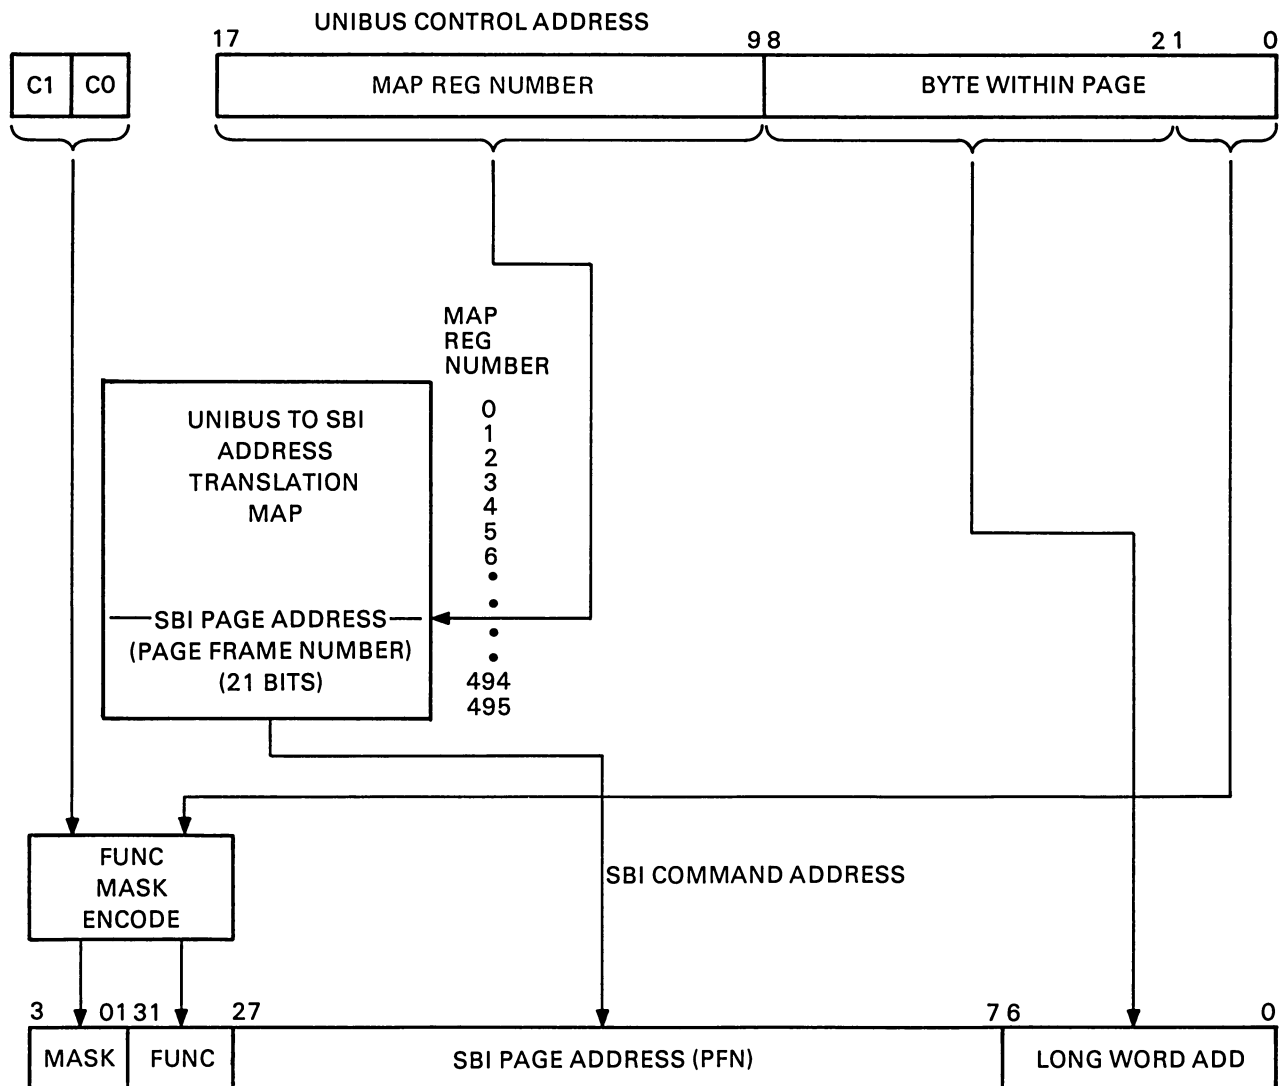 UNIBUS CONTROL ADDRESS
17 9 8 2 1 0
C1 C0 MAP REG NUMBER BYTE WITHIN PAGE
MAP
REG
NUMBER
0
1
2
3
4
5
6
494
495
UNIBUS TO SBI
ADDRESS
TRANSLATION
MAP
SBI PAGE ADDRESS
(PAGE FRAME NUMBER)
(21 BITS)
FUNC
MASK
ENCODE
SBI COMMAND ADDRESS
3 01 31 27 7 6 0
MASK FUNC SBI PAGE ADDRESS (PFN) LONG WORD ADD